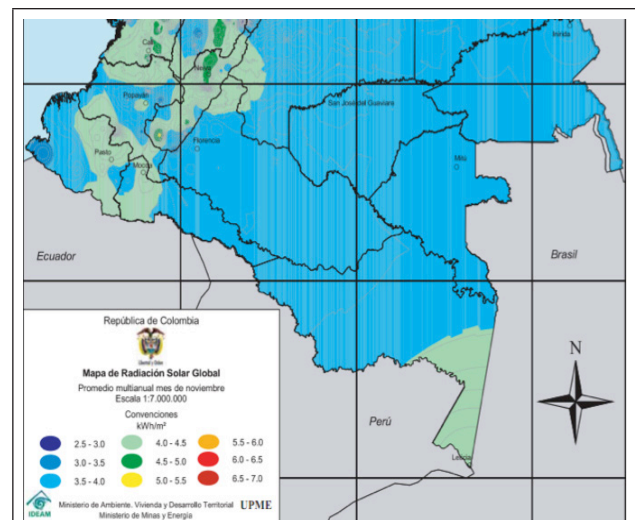 Cali
Inírida
Neiva
Popayán
San José del Guaviare
Florencia
Pasto
Mocoa
Mitú
Ecuador
Brasil
República de Colombia
Libertad y Orden
Mapa de Radiación Solar Global
Promedio multianual mes de noviembre
Escala 1:7.000.000
Convenciones
kWh/m²
2.5 - 3.0 4.0 - 4.5 5.5 - 6.0
3.0 - 3.5 4.5 - 5.0 6.0 - 6.5
3.5 - 4.0 5.0 - 5.5 6.5 - 7.0
N
Perú
Leticia
IDEAM
Ministerio de Ambiente. Vivienda y Desarrollo Territorial UPME
Ministerio de Minas y Energía